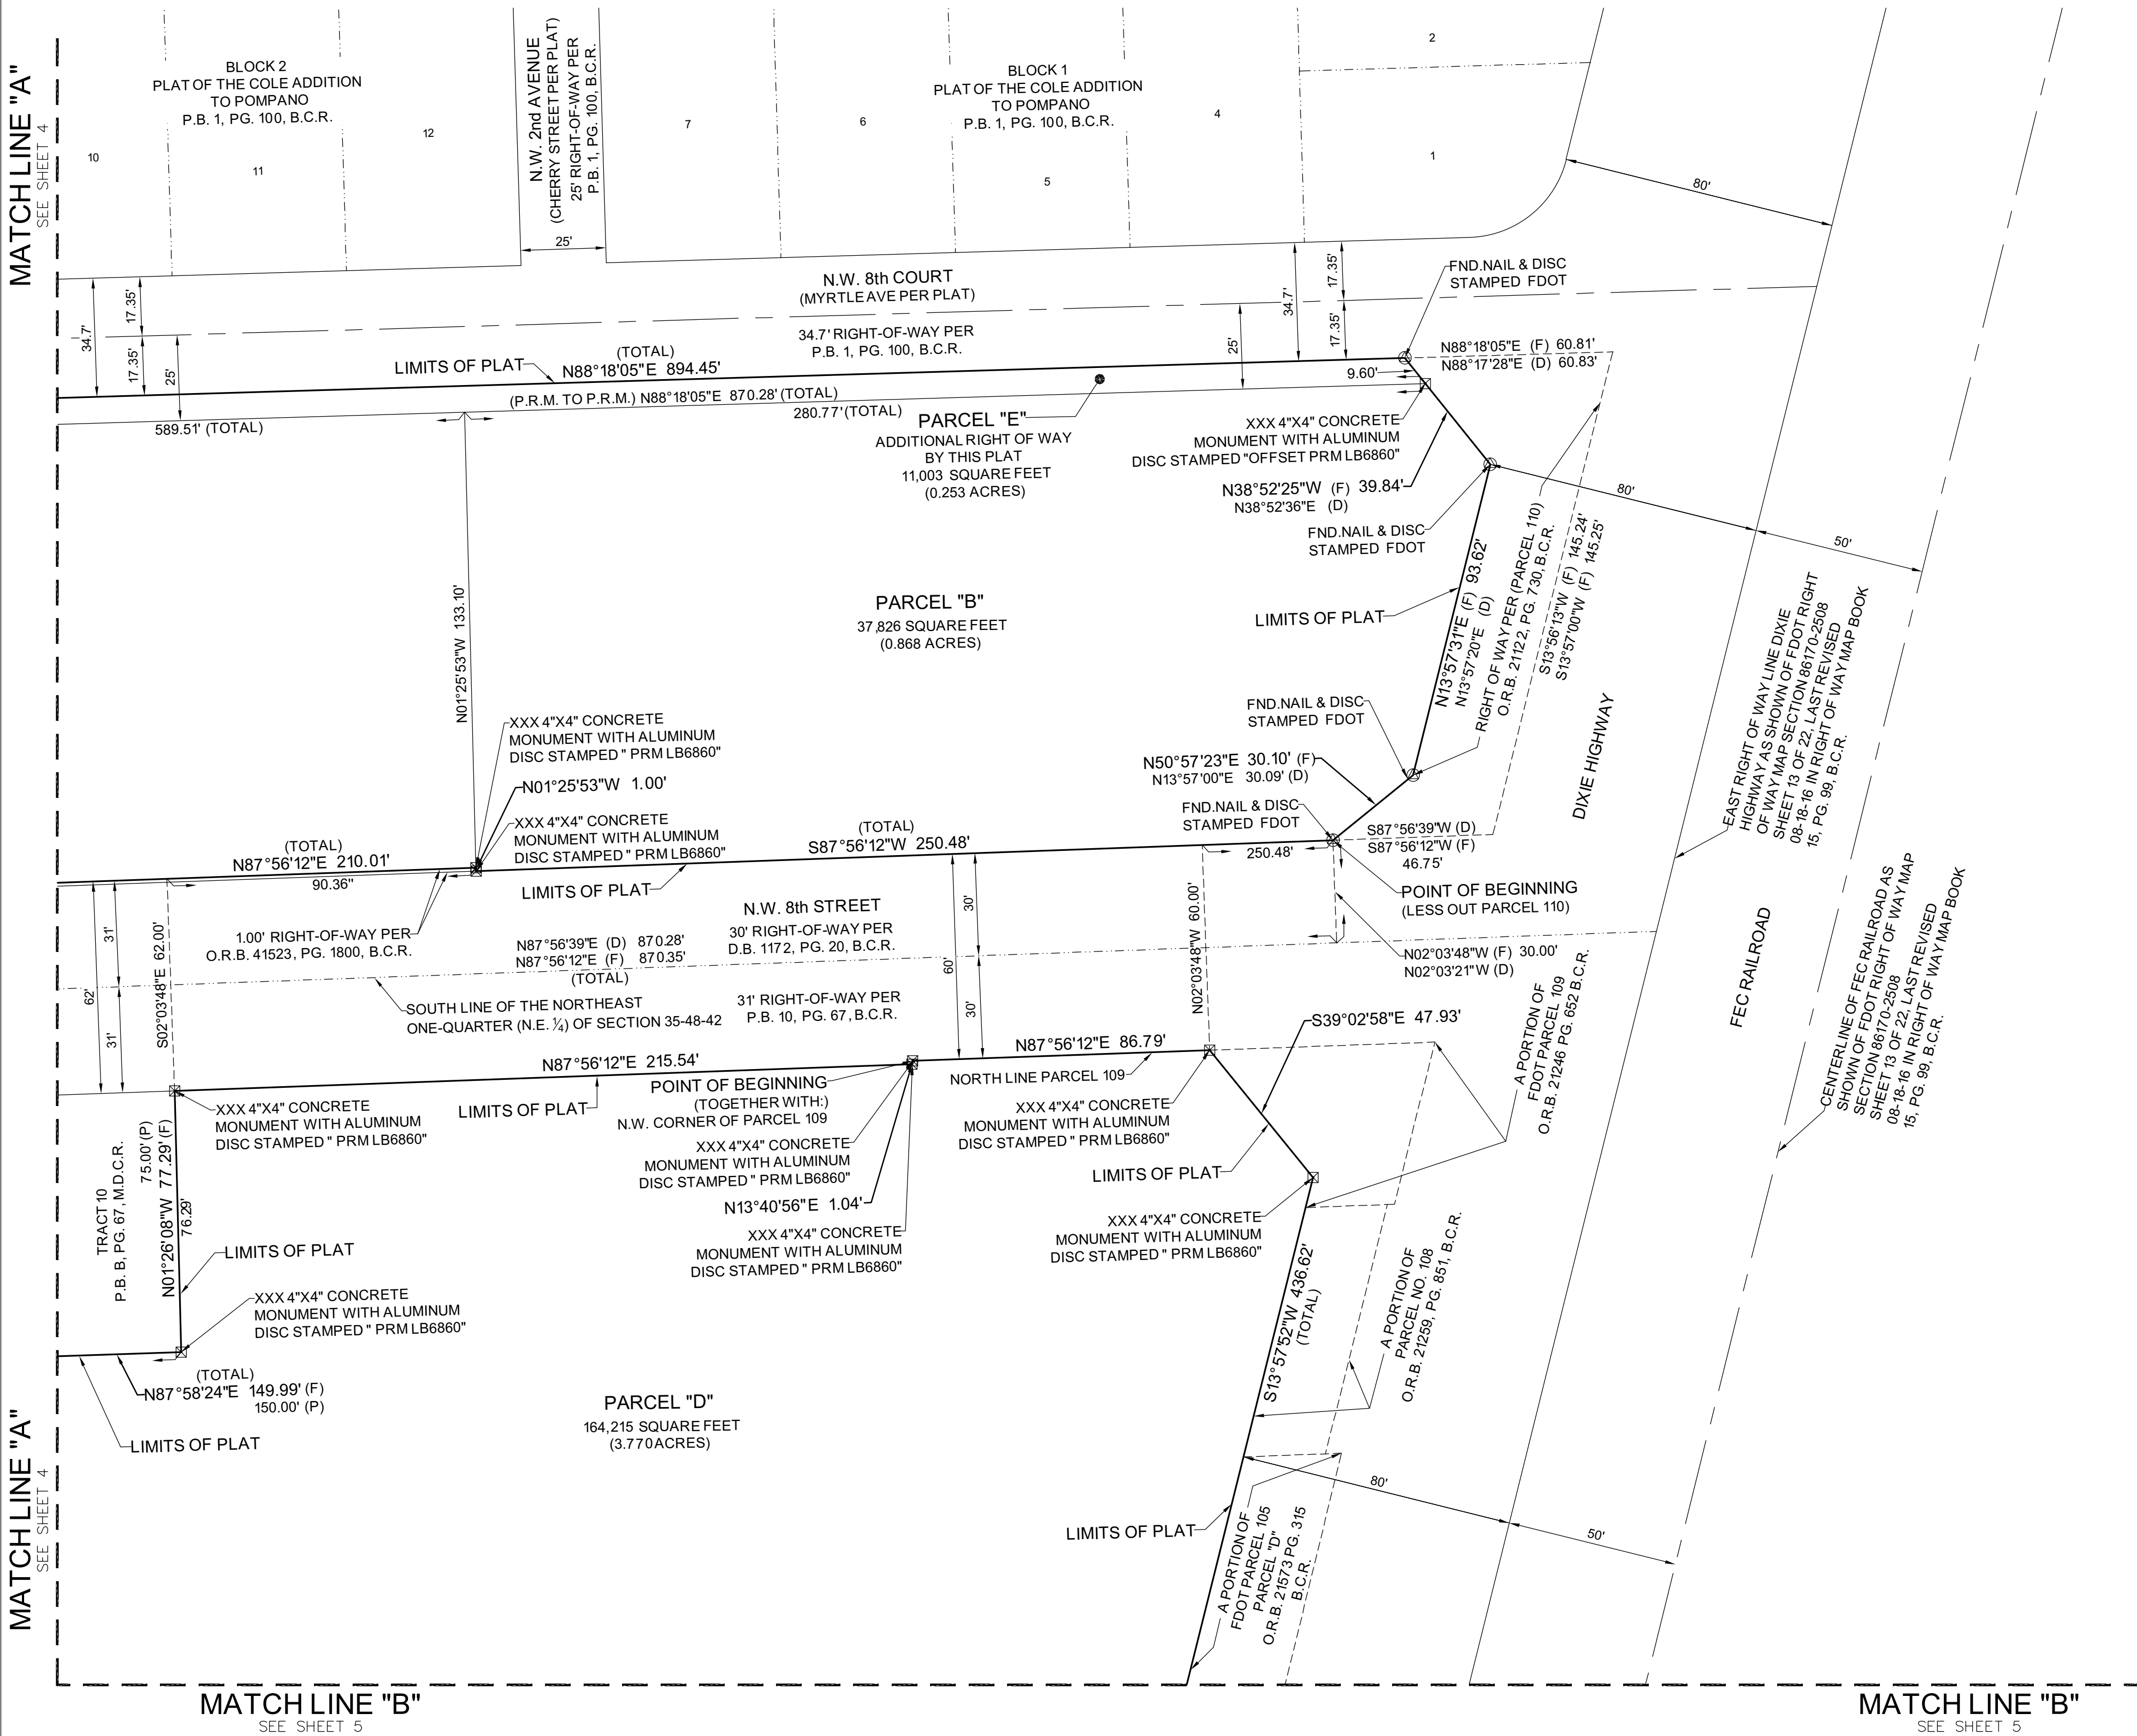 MATCH LINE "A"
SEE SHEET 4
BLOCK 2
PLAT OF THE COLE ADDITION
TO POMPANO
P.B. 1, PG. 100, B.C.R.
10
11
12
N.W. 2nd AVENUE
(CHERRY STREET PER PLAT)
25' RIGHT-OF-WAY PER
P.B. 1, PG. 100, B.C.R.
25'
7
6
BLOCK 1
PLAT OF THE COLE ADDITION
TO POMPANO
P.B. 1, PG. 100, B.C.R.
5
4
2
1
80'
34.7'
17.35'
17.35'
25'
N.W. 8th COURT
(MYRTLE AVE PER PLAT)
34.7' RIGHT-OF-WAY PER
P.B. 1, PG. 100, B.C.R.
25'
34.7'
17.35'
17.35'
FND.NAIL & DISC
STAMPED FDOT
LIMITS OF PLAT
(TOTAL)
N88°18'05"E 894.45'
N88°18'05"E (F) 60.81'
N88°17'28"E (D) 60.83'
9.60'
(P.R.M. TO P.R.M.) N88°18'05"E 870.28' (TOTAL)
589.51' (TOTAL)
280.77'(TOTAL)
PARCEL "E"
ADDITIONAL RIGHT OF WAY
BY THIS PLAT
11,003 SQUARE FEET
(0.253 ACRES)
XXX 4"X4" CONCRETE
MONUMENT WITH ALUMINUM
DISC STAMPED "OFFSET PRM LB6860"
N38°52'25"W (F) 39.84'
N38°52'36"E (D)
FND.NAIL & DISC
STAMPED FDOT
80'
50'
N01°25'53"W 133.10'
PARCEL "B"
37,826 SQUARE FEET
(0.868 ACRES)
LIMITS OF PLAT
N13°57'31"E (F) 93.62'
N13°57'20"E (D)
RIGHT OF WAY PER (PARCEL 110)
O.R.B. 21122, PG. 730, B.C.R.
S13°56'13"W (F) 145.24'
S13°57'00"W (F) 145.25'
DIXIE HIGHWAY
EAST RIGHT OF WAY LINE DIXIE
HIGHWAY AS SHOWN OF FDOT RIGHT
OF WAY MAP SECTION 86170-2508
SHEET 13 OF 22, LAST REVISED
08-18-16 IN RIGHT OF WAY MAP BOOK
15, PG. 99, B.C.R.
FND.NAIL & DISC
STAMPED FDOT
XXX 4"X4" CONCRETE
MONUMENT WITH ALUMINUM
DISC STAMPED " PRM LB6860"
N01°25'53"W 1.00'
XXX 4"X4" CONCRETE
MONUMENT WITH ALUMINUM
DISC STAMPED " PRM LB6860"
N50°57'23"E 30.10' (F)
N13°57'00"E 30.09' (D)
FND.NAIL & DISC
STAMPED FDOT
(TOTAL)
N87°56'12"E 210.01'
90.36"
(TOTAL)
S87°56'12"W 250.48'
250.48'
S87°56'39"W (D)
S87°56'12"W (F)
46.75'
LIMITS OF PLAT
POINT OF BEGINNING
(LESS OUT PARCEL 110)
62'
31'
31'
S02°03'48"E 62.00'
1.00' RIGHT-OF-WAY PER
O.R.B. 41523, PG. 1800, B.C.R.
N.W. 8th STREET
N87°56'39"E (D) 870.28'
N87°56'12"E (F) 870.35'
(TOTAL)
30' RIGHT-OF-WAY PER
D.B. 1172, PG. 20, B.C.R.
30'
60'
30'
N02°03'48"W 60.00'
N02°03'48"W (F) 30.00'
N02°03'21"W (D)
SOUTH LINE OF THE NORTHEAST
ONE-QUARTER (N.E. ¼) OF SECTION 35-48-42
31' RIGHT-OF-WAY PER
P.B. 10, PG. 67, B.C.R.
FEC RAILROAD
CENTERLINE OF FEC RAILROAD AS
SHOWN OF FDOT RIGHT OF WAY MAP
SECTION 86170-2508
SHEET 13 OF 22, LAST REVISED
08-18-16 IN RIGHT OF WAY MAP BOOK
15, PG. 99, B.C.R.
A PORTION OF
FDOT PARCEL 109
O.R.B. 21246 PG. 652 B.C.R.
S39°02'58"E 47.93'
N87°56'12"E 215.54'
N87°56'12"E 86.79'
NORTH LINE PARCEL 109
POINT OF BEGINNING
(TOGETHER WITH:)
N.W. CORNER OF PARCEL 109
XXX 4"X4" CONCRETE
MONUMENT WITH ALUMINUM
DISC STAMPED " PRM LB6860"
LIMITS OF PLAT
XXX 4"X4" CONCRETE
MONUMENT WITH ALUMINUM
DISC STAMPED " PRM LB6860"
XXX 4"X4" CONCRETE
MONUMENT WITH ALUMINUM
DISC STAMPED " PRM LB6860"
LIMITS OF PLAT
N13°40'56"E 1.04'
XXX 4"X4" CONCRETE
MONUMENT WITH ALUMINUM
DISC STAMPED " PRM LB6860"
XXX 4"X4" CONCRETE
MONUMENT WITH ALUMINUM
DISC STAMPED " PRM LB6860"
TRACT 10
P.B. B, PG. 67, M.D.C.R.
75.00' (P)
N01°26'08"W 77.29' (F)
76.29'
LIMITS OF PLAT
XXX 4"X4" CONCRETE
MONUMENT WITH ALUMINUM
DISC STAMPED " PRM LB6860"
(TOTAL)
N87°58'24"E 149.99' (F)
150.00' (P)
LIMITS OF PLAT
PARCEL "D"
164,215 SQUARE FEET
(3.770 ACRES)
S13°57'52"W 436.62'
(TOTAL)
A PORTION OF
PARCEL NO. 108
O.R.B. 21259, PG. 851, B.C.R.
80'
50'
LIMITS OF PLAT
A PORTION OF
FDOT PARCEL 105
PARCEL "D"
O.R.B. 21573 PG. 315
B.C.R.
MATCH LINE "A"
SEE SHEET 4
MATCH LINE "B"
SEE SHEET 5
MATCH LINE "B"
SEE SHEET 5